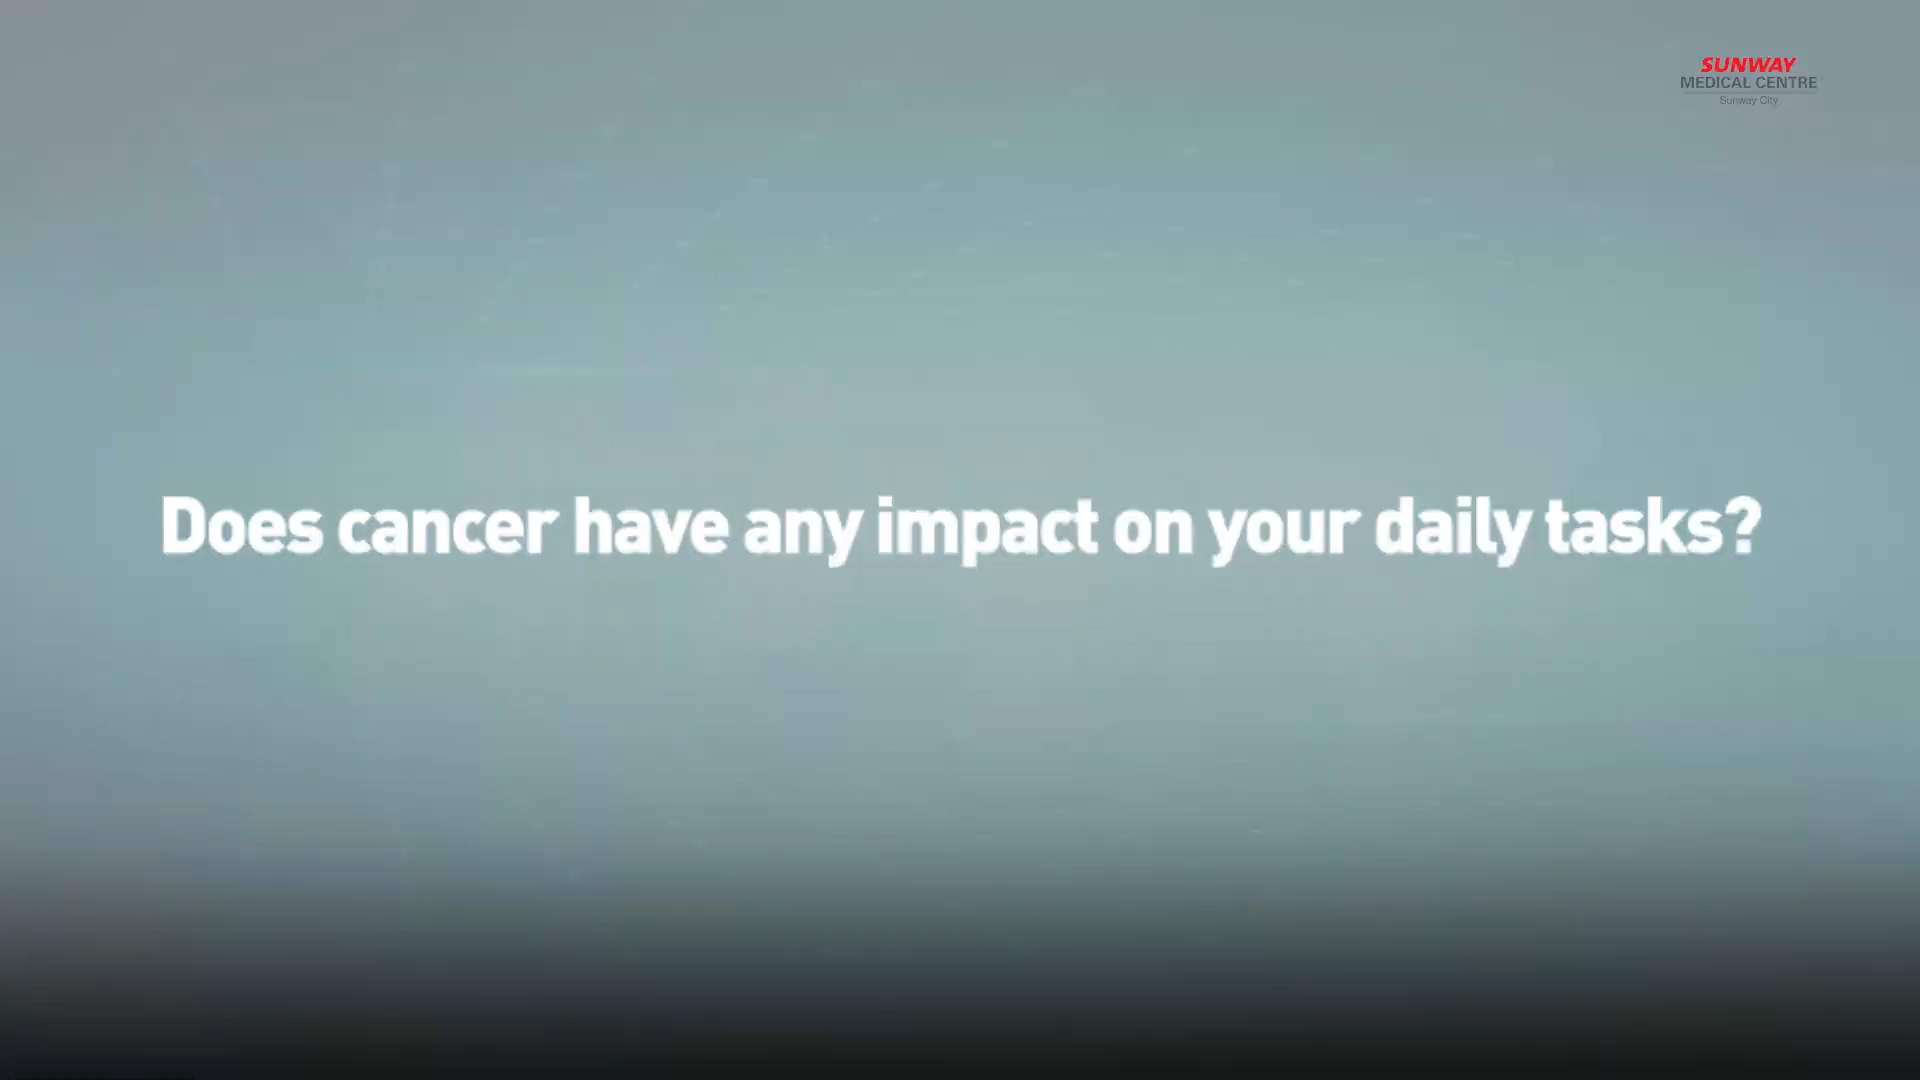 SUNWAY
MEDICAL CENTRE
Sunway City
Does cancer have any impact on your daily tasks?